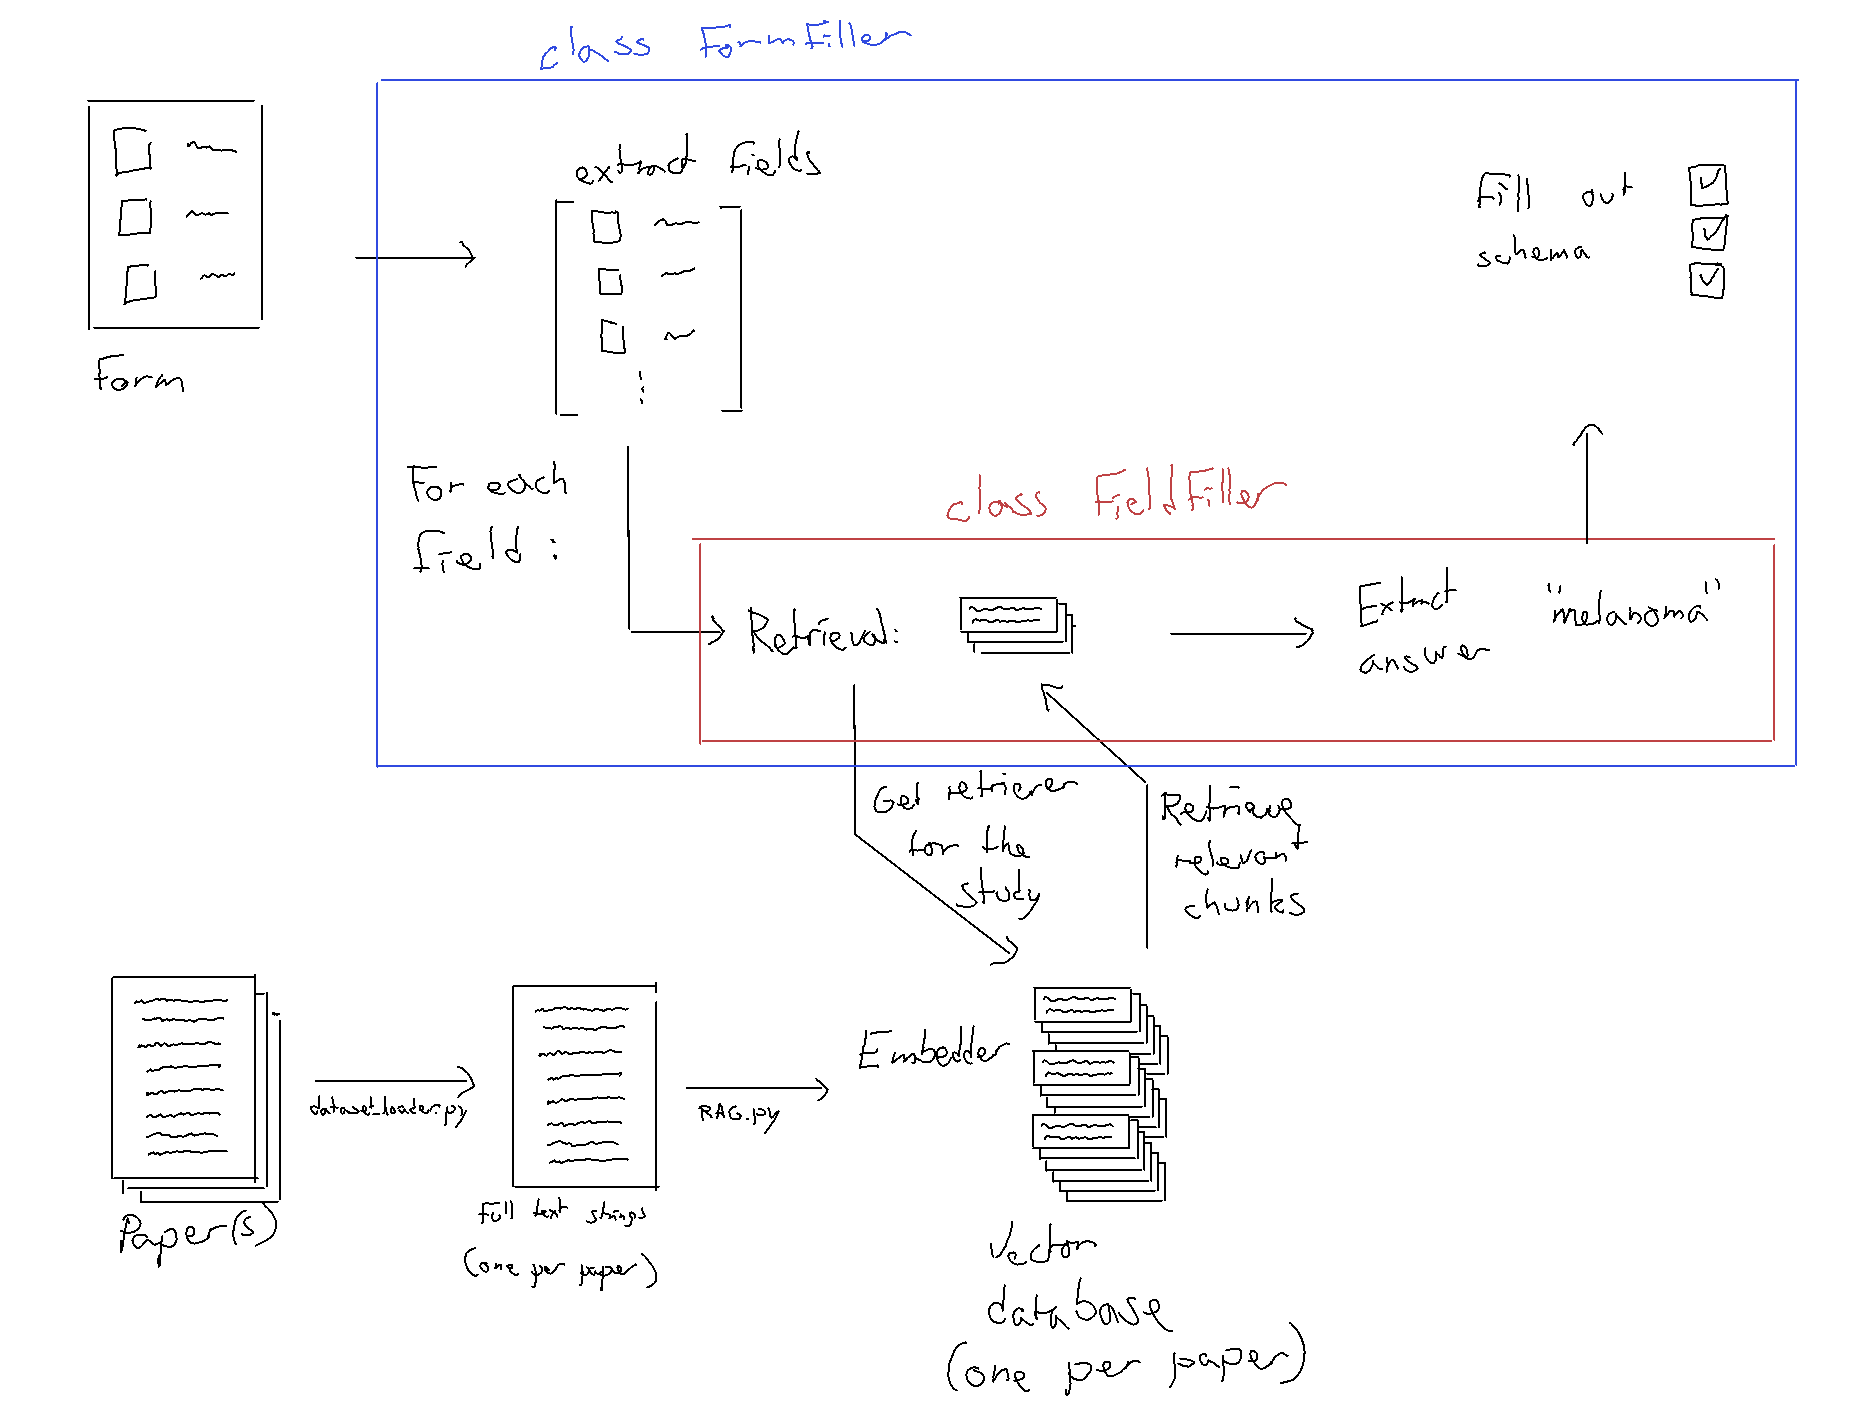 class FormFiller
extract fields
Fill out
schema
Form
For each
field:
class FieldFiller
Retrieval:
Extract
answer
"melanoma"
Get retriever
for the
study
Retrieve
relevant
chunks
dataset_loader.py
RAG.py
Embedder
Paper(s)
Full text strings
(one per paper)
Vector
database
(one per paper)